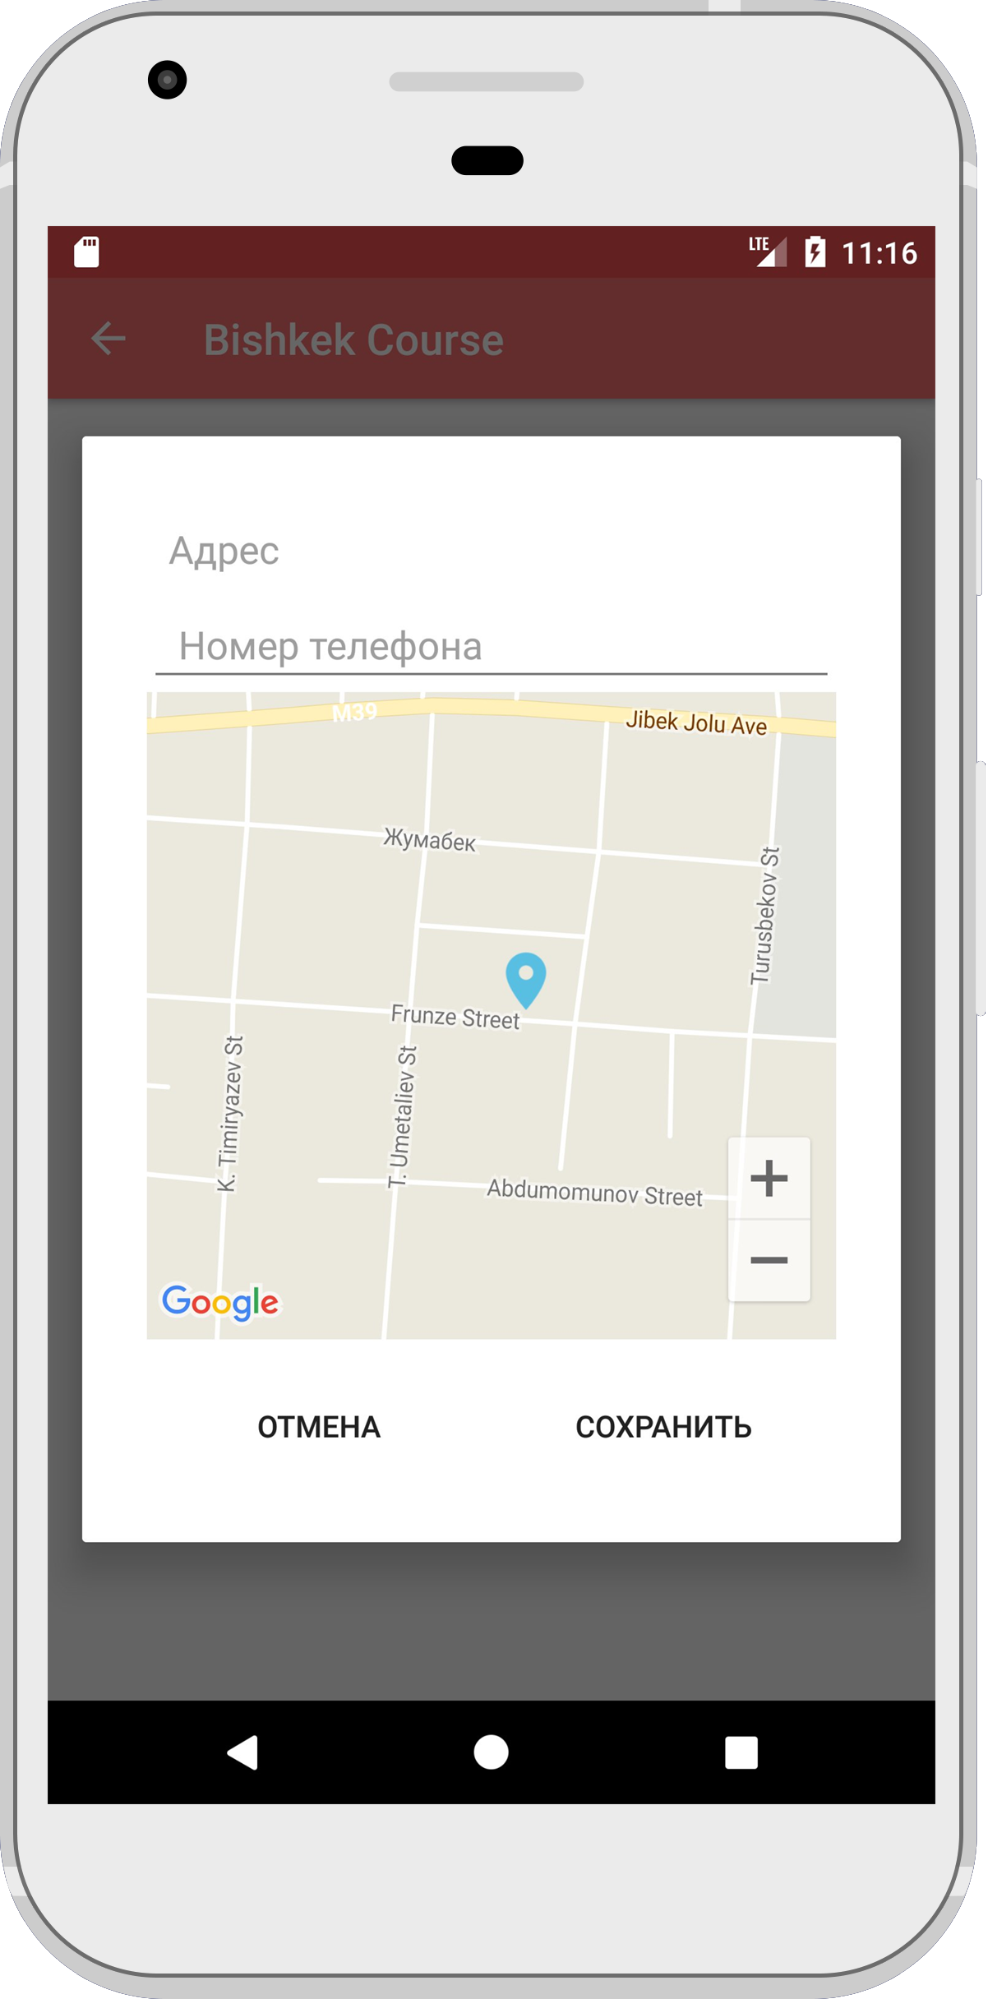 LTE 11:16
Bishkek Course
Адрес
Номер телефона
M39
Jibek Jolu Ave
Жумабек
Turusbekov St
Frunze Street
K. Timiryazev St
T. Umetaliev St
Abdumomunov Street
Google
ОТМЕНА СОХРАНИТЬ